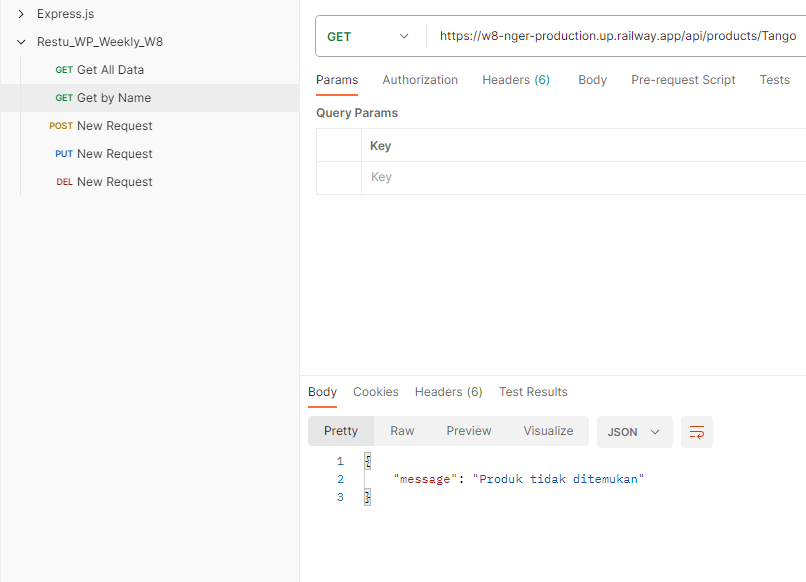 Express.js
Restu_WP_Weekly_W8
GET Get All Data
GET Get by Name
POST New Request
PUT New Request
DEL New Request
GET
https://w8-nger-production.up.railway.app/api/products/Tango
Params Authorization Headers (6) Body Pre-request Script Tests
Query Params
Key
Key
Body Cookies Headers (6) Test Results
Pretty Raw Preview Visualize JSON
1 {
2 "message": "Produk tidak ditemukan"
3 }